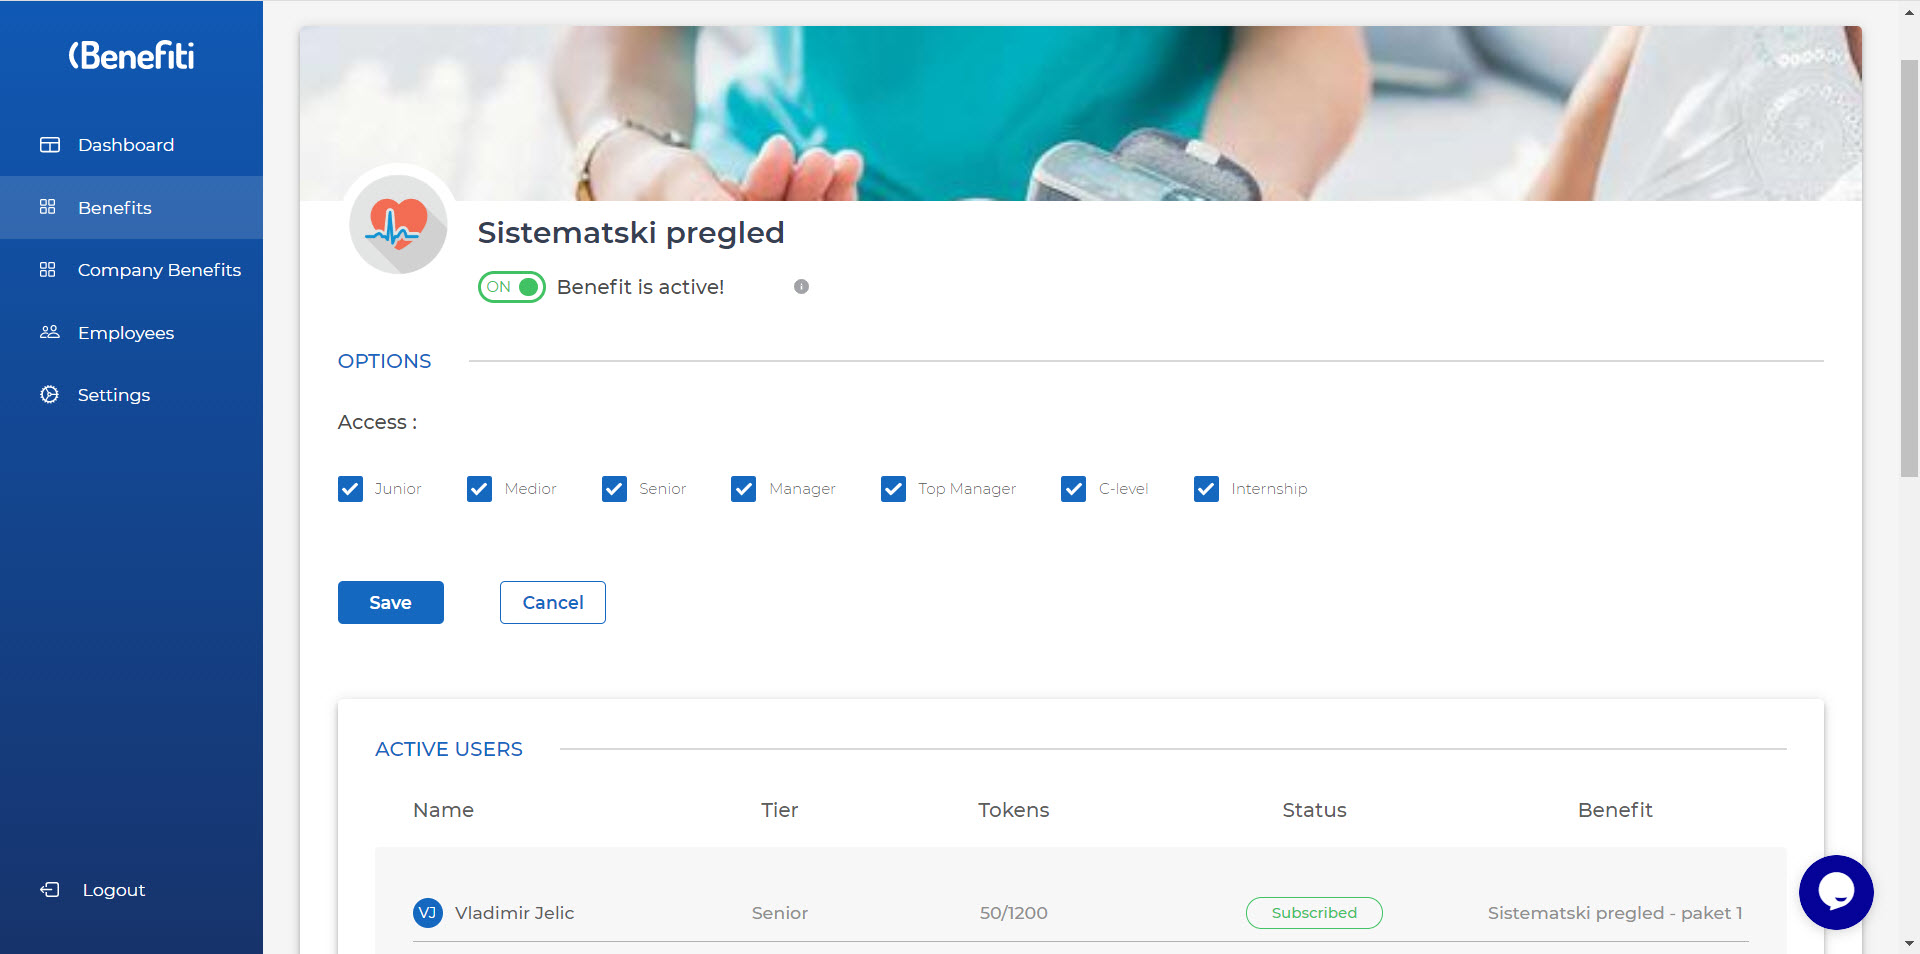 (Benefiti
Dashboard
Benefits
Company Benefits
Employees
Settings
Logout
Sistematski pregled
ON Benefit is active!
OPTIONS
Access :
Junior Medior Senior Manager Top Manager C-level Internship
Save Cancel
ACTIVE USERS
Name Tier Tokens Status Benefit
VJ Vladimir Jelic Senior 50/1200 Subscribed Sistematski pregled - paket 1